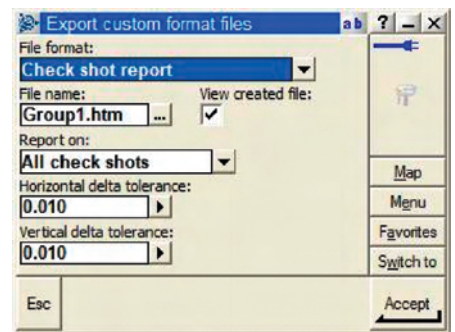 Export custom format files
ab ? – ×
File format:
Check shot report
File name: View created file:
Group1.htm ...
Report on:
All check shots
Horizontal delta tolerance:
0.010
Vertical delta tolerance:
0.010
Map
Menu
Favorites
Switch to
Esc Accept